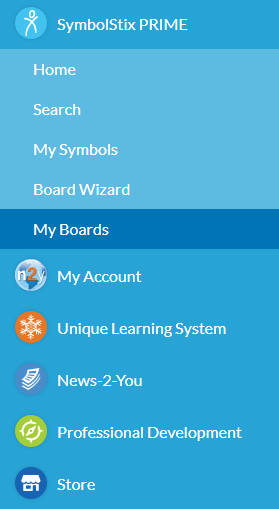 SymbolStix PRIME
Home
Search
My Symbols
Board Wizard
My Boards
n2y My Account
Unique Learning System
News-2-You
Professional Development
Store